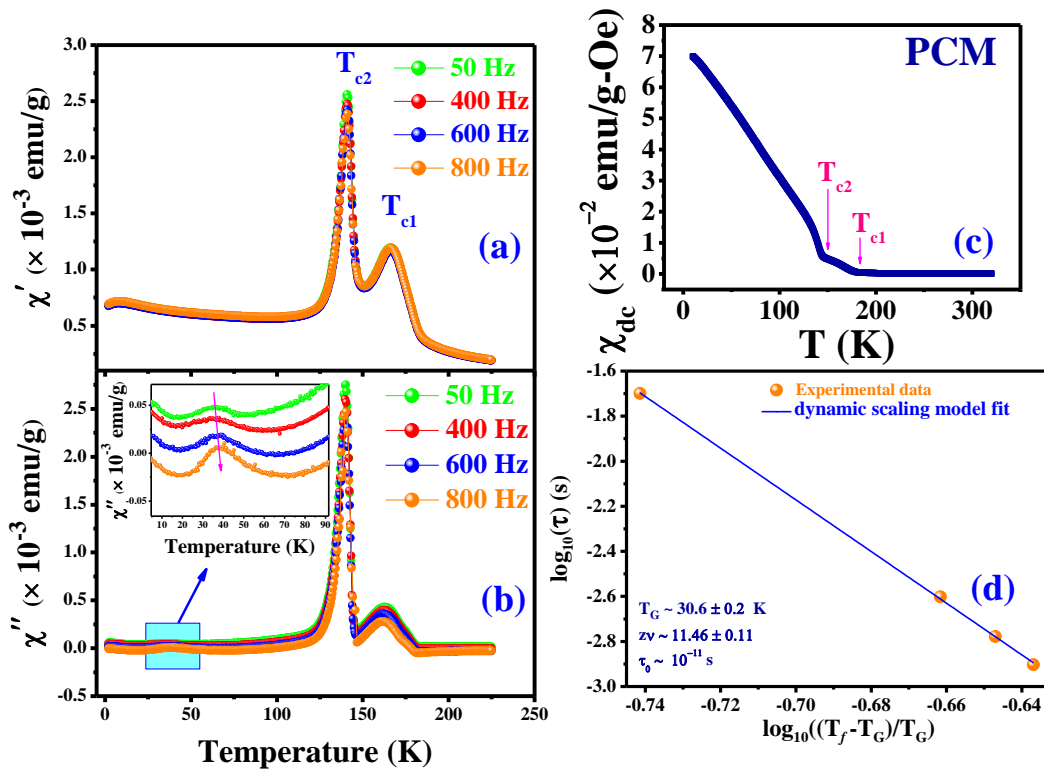 3.0
2.5
2.0
1.5
1.0
0.5
χ′ (× 10⁻³ emu/g)
T_c2
T_c1
50 Hz
400 Hz
600 Hz
800 Hz
(a)
2.5
2.0
1.5
1.0
0.5
0.0
-0.5
χ′′ (× 10⁻³ emu/g)
0.05
0.00
-0.05
χ′′ (× 10⁻³ emu/g)
10 20 30 40 50 60 70 80 90
Temperature (K)
50 Hz
400 Hz
600 Hz
800 Hz
(b)
0 50 100 150 200 250
Temperature (K)
8
7
6
5
4
3
2
1
0
χ_dc (×10⁻² emu/g-Oe)
PCM
T_c2
T_c1
(c)
0 100 200 300
T (K)
-1.6
-1.8
-2.0
-2.2
-2.4
-2.6
-2.8
-3.0
log₁₀(τ) (s)
Experimental data
dynamic scaling model fit
(d)
T_G ~ 30.6 ± 0.2 K
zν ~ 11.46 ± 0.11
τ₀ ~ 10⁻¹¹ s
-0.74 -0.72 -0.70 -0.68 -0.66 -0.64
log₁₀((T_f -T_G)/T_G)